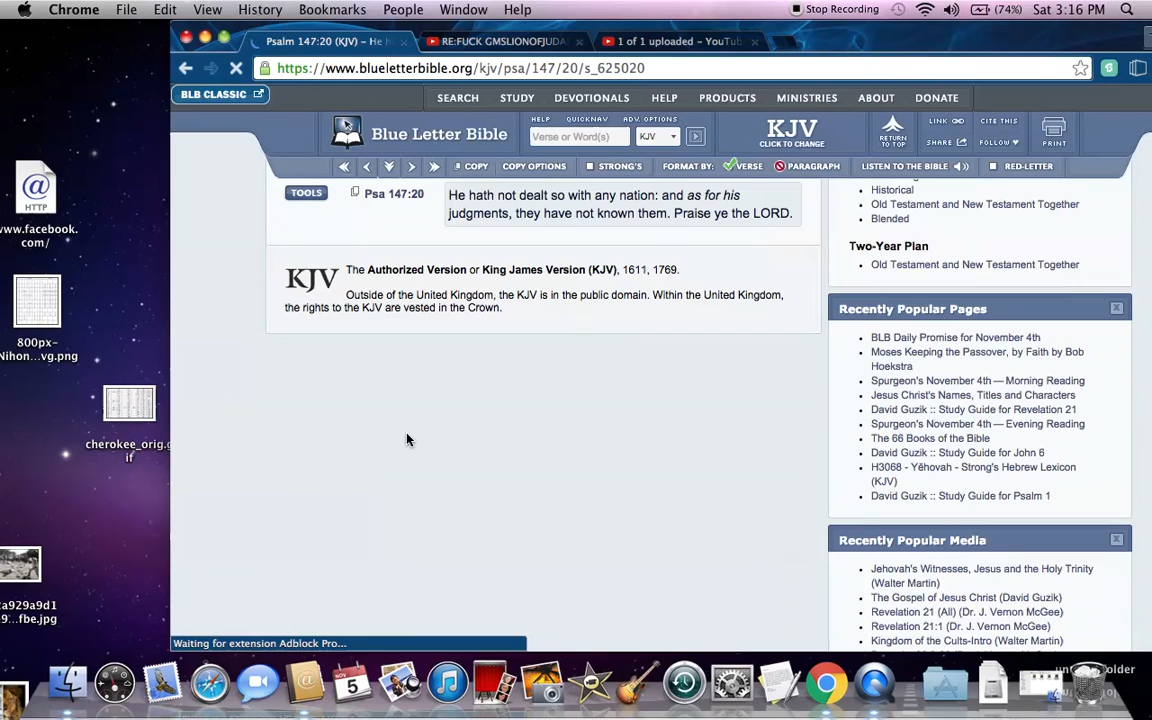 Chrome File Edit View History Bookmarks People Window Help Stop Recording (74%) Sat 3:16 PM
Psalm 147:20 (KJV) – He h RE:FUCK GMSLIONOFJUDA 1 of 1 uploaded – YouTub
https://www.blueletterbible.org/kjv/psa/147/20/s_625020
BLB CLASSIC SEARCH STUDY DEVOTIONALS HELP PRODUCTS MINISTRIES ABOUT DONATE
HELP QUICKNAV ADV. OPTIONS
Blue Letter Bible Verse or Word(s) KJV
KJV
CLICK TO CHANGE
RETURN
TO TOP
LINK CITE THIS
SHARE FOLLOW
PRINT
COPY COPY OPTIONS STRONG'S FORMAT BY: VERSE PARAGRAPH LISTEN TO THE BIBLE RED-LETTER
TOOLS Psa 147:20 He hath not dealt so with any nation: and as for his
judgments, they have not known them. Praise ye the LORD.
KJV The Authorized Version or King James Version (KJV), 1611, 1769.
Outside of the United Kingdom, the KJV is in the public domain. Within the United Kingdom,
the rights to the KJV are vested in the Crown.
Historical
Old Testament and New Testament Together
Blended
Two-Year Plan
Old Testament and New Testament Together
Recently Popular Pages
BLB Daily Promise for November 4th
Moses Keeping the Passover, by Faith by Bob
Hoekstra
Spurgeon's November 4th — Morning Reading
Jesus Christ's Names, Titles and Characters
David Guzik :: Study Guide for Revelation 21
Spurgeon's November 4th — Evening Reading
The 66 Books of the Bible
David Guzik :: Study Guide for John 6
H3068 - Yĕhovah - Strong's Hebrew Lexicon
(KJV)
David Guzik :: Study Guide for Psalm 1
Recently Popular Media
Jehovah's Witnesses, Jesus and the Holy Trinity
(Walter Martin)
The Gospel of Jesus Christ (David Guzik)
Revelation 21 (All) (Dr. J. Vernon McGee)
Revelation 21:1 (Dr. J. Vernon McGee)
Kingdom of the Cults-Intro (Walter Martin)
@
HTTP
ww.facebook.
com/
800px-
Nihon...vg.png
cherokee_orig.g
if
a929a9d1
9...fbe.jpg
Waiting for extension Adblock Pro...
NOV
5